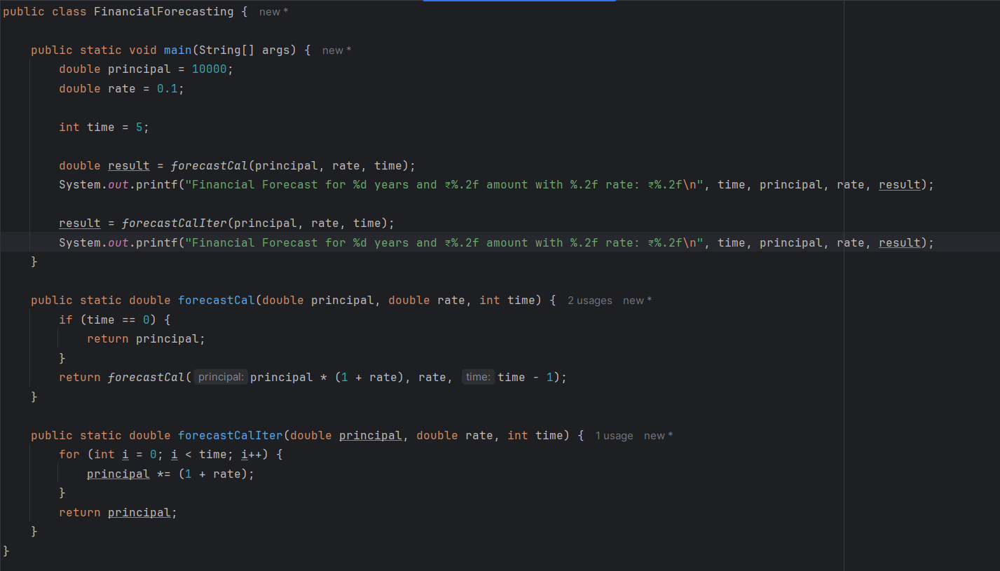 public class FinancialForecasting { new *
public static void main(String[] args) { new *
double principal = 10000;
double rate = 0.1;
int time = 5;
double result = forecastCal(principal, rate, time);
System.out.printf("Financial Forecast for %d years and ₹%.2f amount with %.2f rate: ₹%.2f\n", time, principal, rate, result);
result = forecastCalIter(principal, rate, time);
System.out.printf("Financial Forecast for %d years and ₹%.2f amount with %.2f rate: ₹%.2f\n", time, principal, rate, result);
}
public static double forecastCal(double principal, double rate, int time) { 2 usages new *
if (time == 0) {
return principal;
}
return forecastCal( principal: principal * (1 + rate), rate, time: time - 1);
}
public static double forecastCalIter(double principal, double rate, int time) { 1 usage new *
for (int i = 0; i < time; i++) {
principal *= (1 + rate);
}
return principal;
}
}